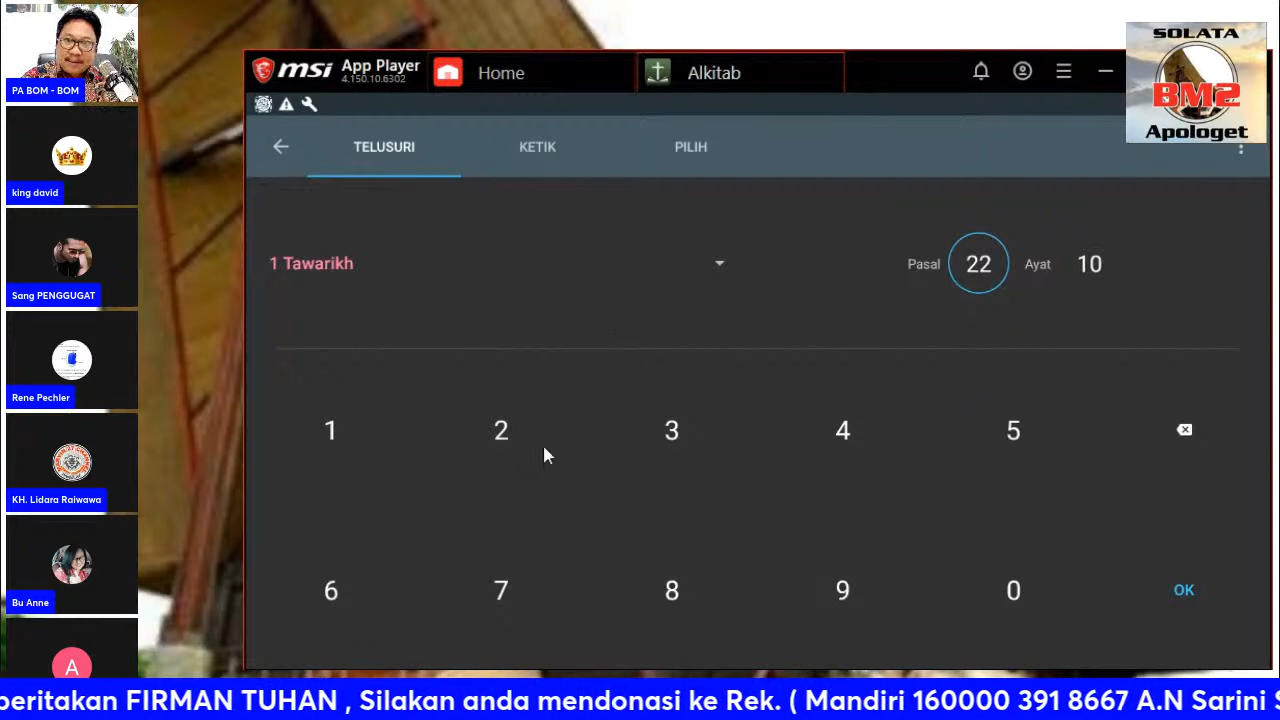 PA BOM - BOM
king david
Sang PENGGUGAT
Rene Pechler
KH. Lidara Raiwawa
Bu Anne
A
msi App Player
4.150.10.6302
Home
Alkitab
SOLATA
BM2
Apologet
TELUSURI
KETIK
PILIH
1 Tawarikh
Pasal 22 Ayat 10
1 2 3 4 5
6 7 8 9 0 OK
beritakan FIRMAN TUHAN , Silakan anda mendonasi ke Rek. ( Mandiri 160000 391 8667 A.N Sarini S